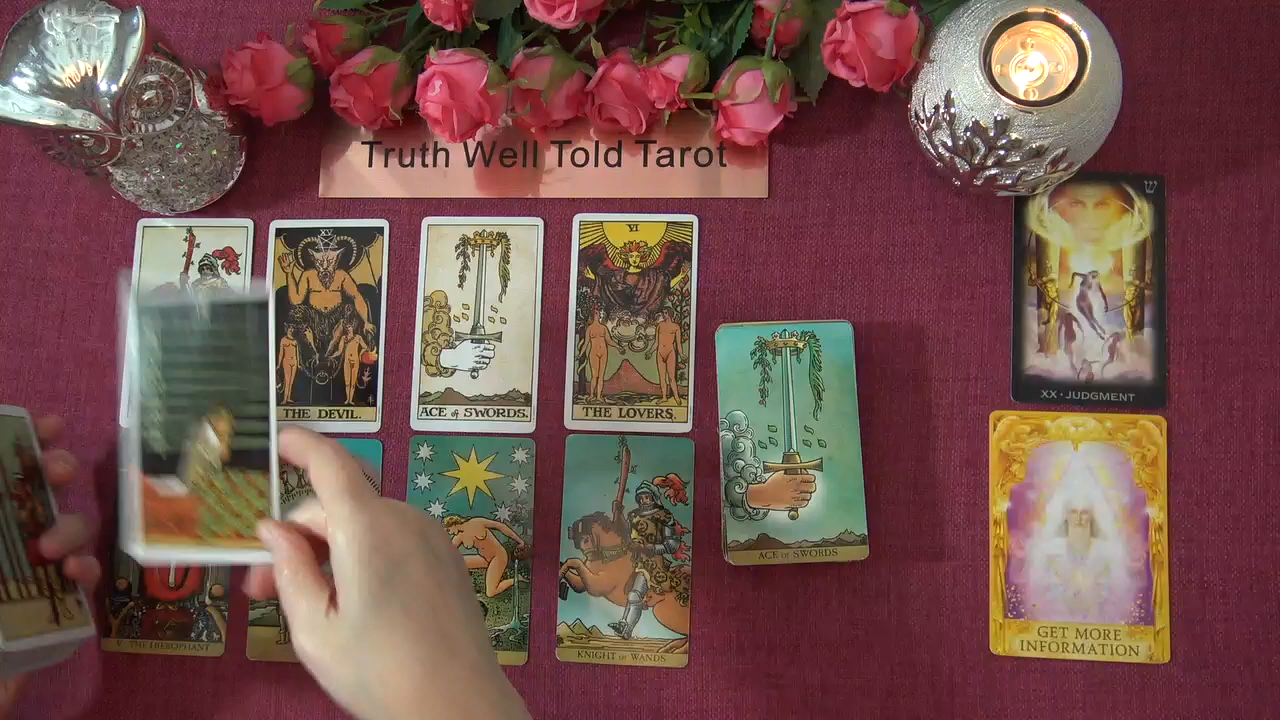 Truth Well Told Tarot
XV
THE DEVIL.
ACE of SWORDS.
VI
THE LOVERS.
V THE HIEROPHANT
KNIGHT OF WANDS
ACE OF SWORDS
ש
XX • JUDGMENT
GET MORE
INFORMATION